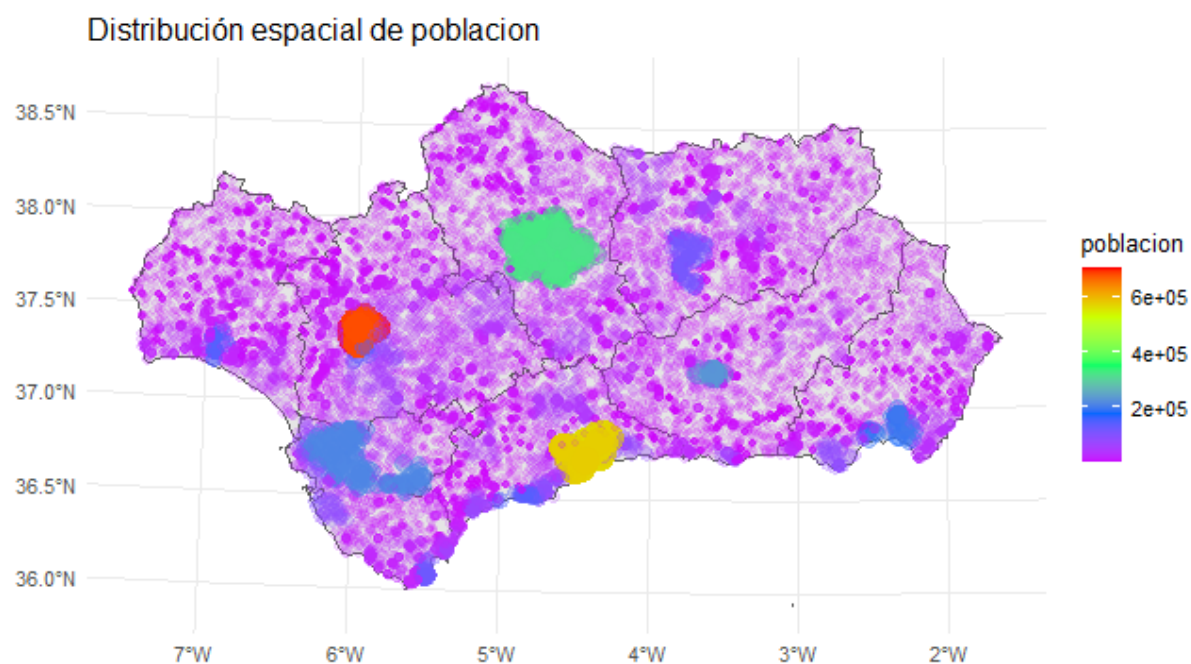 Distribución espacial de poblacion
38.5°N
38.0°N
37.5°N
37.0°N
36.5°N
36.0°N
7°W
6°W
5°W
4°W
3°W
2°W
poblacion
6e+05
4e+05
2e+05